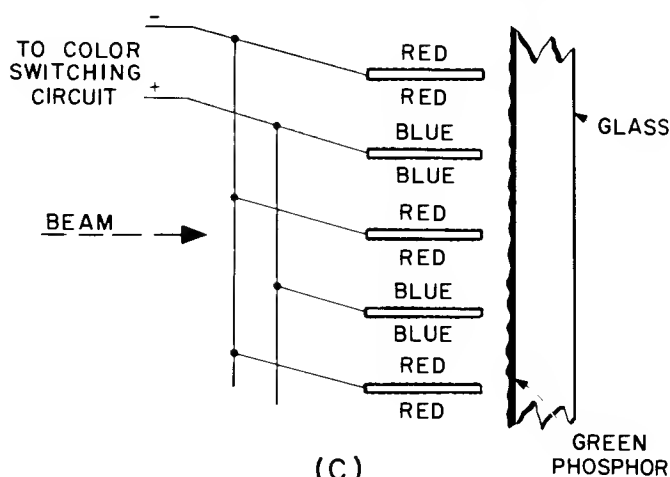 −
TO COLOR
SWITCHING
CIRCUIT
+
RED
RED
BLUE
BLUE
GLASS
BEAM
RED
RED
BLUE
BLUE
RED
RED
GREEN
PHOSPHOR
(C)